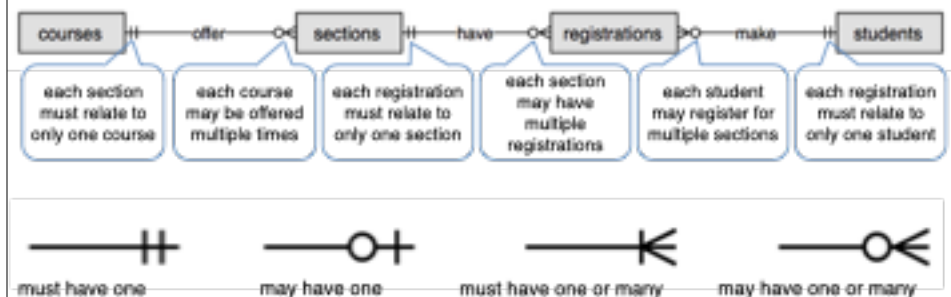 courses offer sections have registrations make students
each section
must relate to
only one course
each course
may be offered
multiple times
each registration
must relate to
only one section
each section
may have
multiple
registrations
each student
may register for
multiple sections
each registration
must relate to
only one student
must have one
may have one
must have one or many
may have one or many